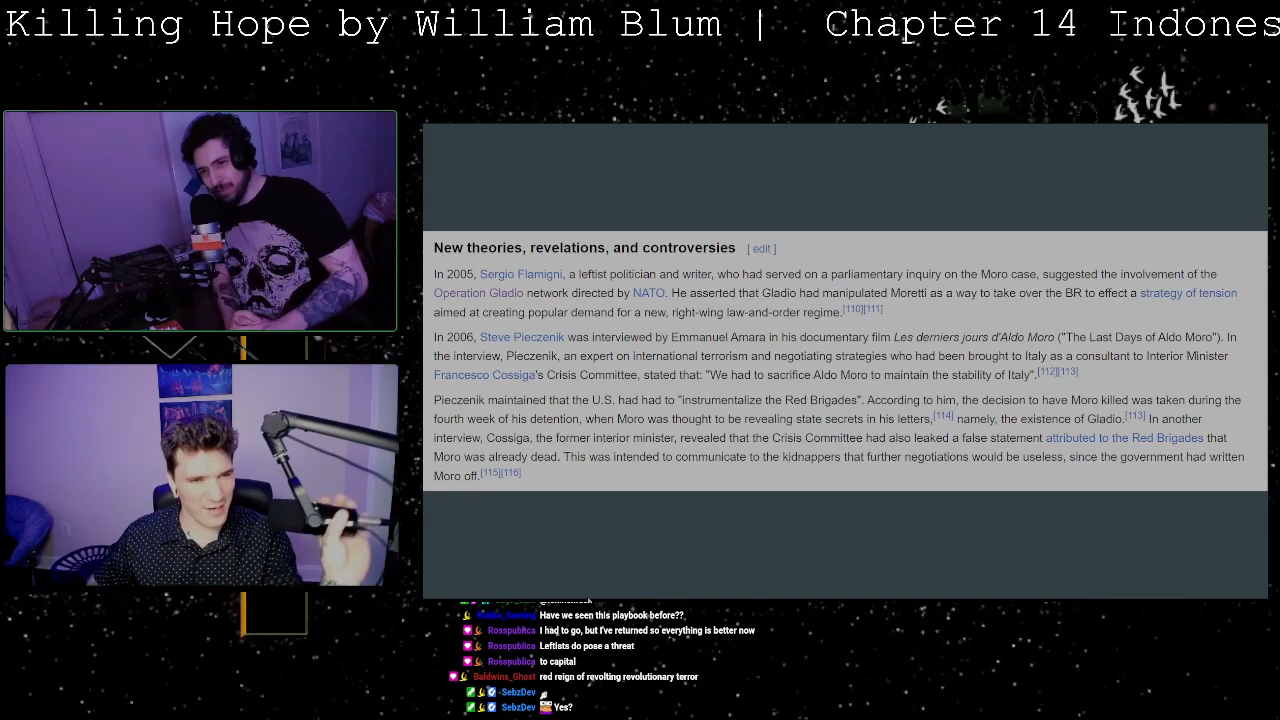 Killing Hope by William Blum |  Chapter 14 Indones
New theories, revelations, and controversies [ edit ]
In 2005, Sergio Flamigni, a leftist politician and writer, who had served on a parliamentary inquiry on the Moro case, suggested the involvement of the
Operation Gladio network directed by NATO. He asserted that Gladio had manipulated Moretti as a way to take over the BR to effect a strategy of tension
aimed at creating popular demand for a new, right-wing law-and-order regime.[110][111]
In 2006, Steve Pieczenik was interviewed by Emmanuel Amara in his documentary film Les derniers jours d'Aldo Moro ("The Last Days of Aldo Moro"). In
the interview, Pieczenik, an expert on international terrorism and negotiating strategies who had been brought to Italy as a consultant to Interior Minister
Francesco Cossiga's Crisis Committee, stated that: "We had to sacrifice Aldo Moro to maintain the stability of Italy".[112][113]
Pieczenik maintained that the U.S. had had to "instrumentalize the Red Brigades". According to him, the decision to have Moro killed was taken during the
fourth week of his detention, when Moro was thought to be revealing state secrets in his letters,[114] namely, the existence of Gladio.[113] In another
interview, Cossiga, the former interior minister, revealed that the Crisis Committee had also leaked a false statement attributed to the Red Brigades that
Moro was already dead. This was intended to communicate to the kidnappers that further negotiations would be useless, since the government had written
Moro off.[115][116]
Have we seen this playbook before??
Rosspublica I had to go, but I've returned so everything is better now
Rosspublica Leftists do pose a threat
Rosspublica to capital
Baldwins_Ghost red reign of revolting revolutionary terror
SebzDev
SebzDev Yes?